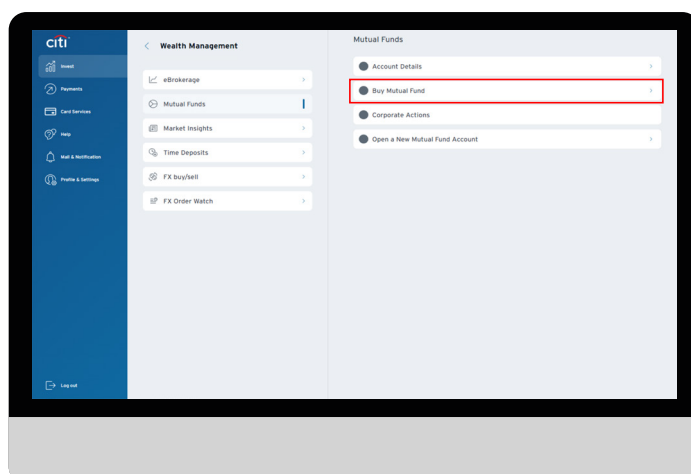 citi
Invest
Payments
Card Services
Help
Mail & Notification
Profile & Settings
Log out
Wealth Management
eBrokerage
Mutual Funds
Market Insights
Time Deposits
FX buy/sell
FX Order Watch
Mutual Funds
Account Details
Buy Mutual Fund
Corporate Actions
Open a New Mutual Fund Account